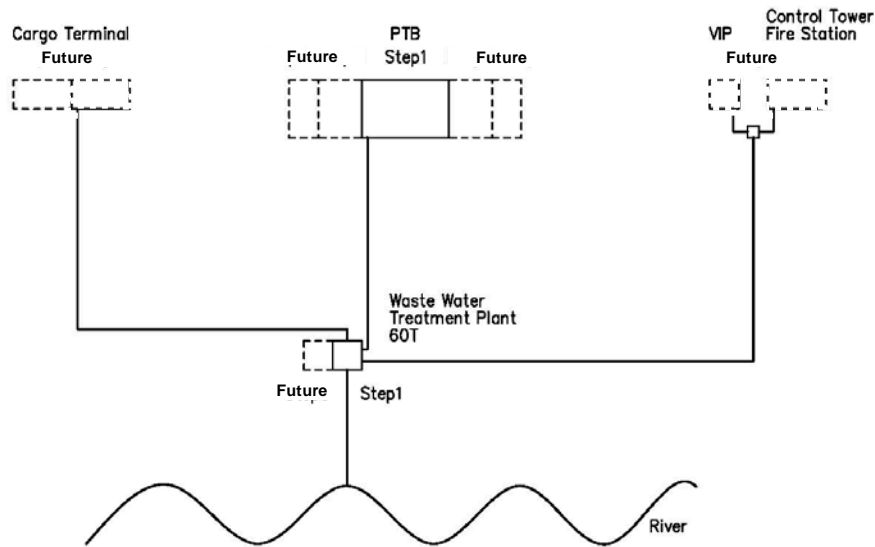 Cargo Terminal
Future
PTB
Step1
Future
Future
VIP
Control Tower
Fire Station
Future
Waste Water
Treatment Plant
60T
Future
Step1
River